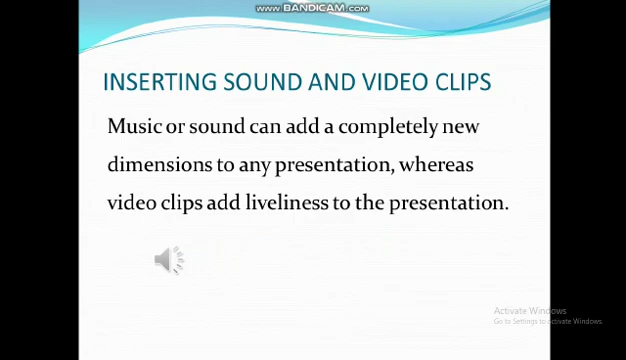 www.BANDICAM.com
INSERTING SOUND AND VIDEO CLIPS
Music or sound can add a completely new
dimensions to any presentation, whereas
video clips add liveliness to the presentation.
Activate Windows
Go to Settings to Activate Windows.